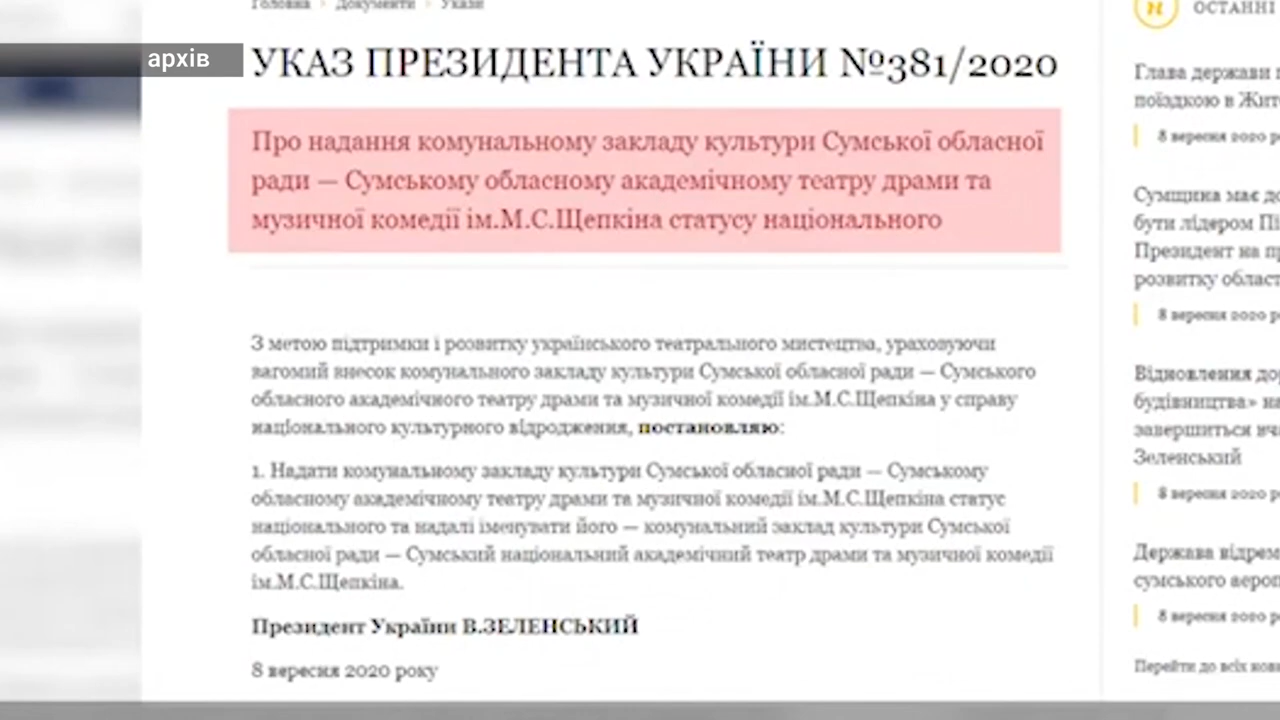 Головна Документи Укази
архів
УКАЗ ПРЕЗИДЕНТА УКРАЇНИ №381/2020
Про надання комунальному закладу культури Сумської обласної
ради — Сумському обласному академічному театру драми та
музичної комедії ім.М.С.Щепкіна статусу національного
З метою підтримки і розвитку українського театрального мистецтва, ураховуючи
вагомий внесок комунального закладу культури Сумської обласної ради — Сумського
обласного академічного театру драми та музичної комедії ім.М.С.Щепкіна у справу
національного культурного відродження, постановляю:
1. Надати комунальному закладу культури Сумської обласної ради — Сумському
обласному академічному театру драми та музичної комедії ім.М.С.Щепкіна статус
національного та надалі іменувати його — комунальний заклад культури Сумської
обласної ради — Сумський національний академічний театр драми та музичної комедії
ім.М.С.Щепкіна.
Президент України В.ЗЕЛЕНСЬКИЙ
8 вересня 2020 року
ОСТАННІ
Глава держави
поїздкою в
8 вересня 2020
Сумщина має
бути лідером
Президент на
розвитку
8 вересня 2020
Відновлення
будівництва»
завершиться
Зеленський
8 вересня 2020
Держава
сумського
8 вересня 2020
Перейти до всіх